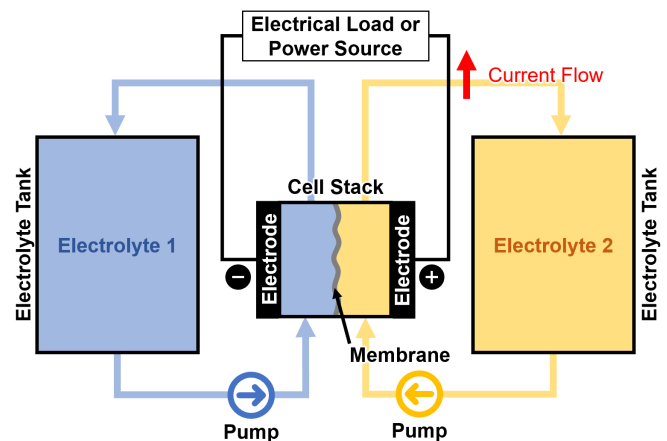 Electrical Load or
Power Source
Current Flow
Cell Stack
Electrolyte Tank
Electrolyte 1
Electrode
Electrode
Electrolyte 2
Electrolyte Tank
−
+
Membrane
Pump
Pump